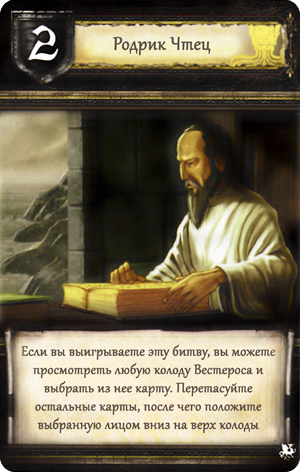 2
Родрик Чтец
Если вы выигрываете эту битву, вы можете
просмотреть любую колоду Вестероса и
выбрать из нее карту. Перетасуйте
остальные карты, после чего положите
выбранную лицом вниз на верх колоды